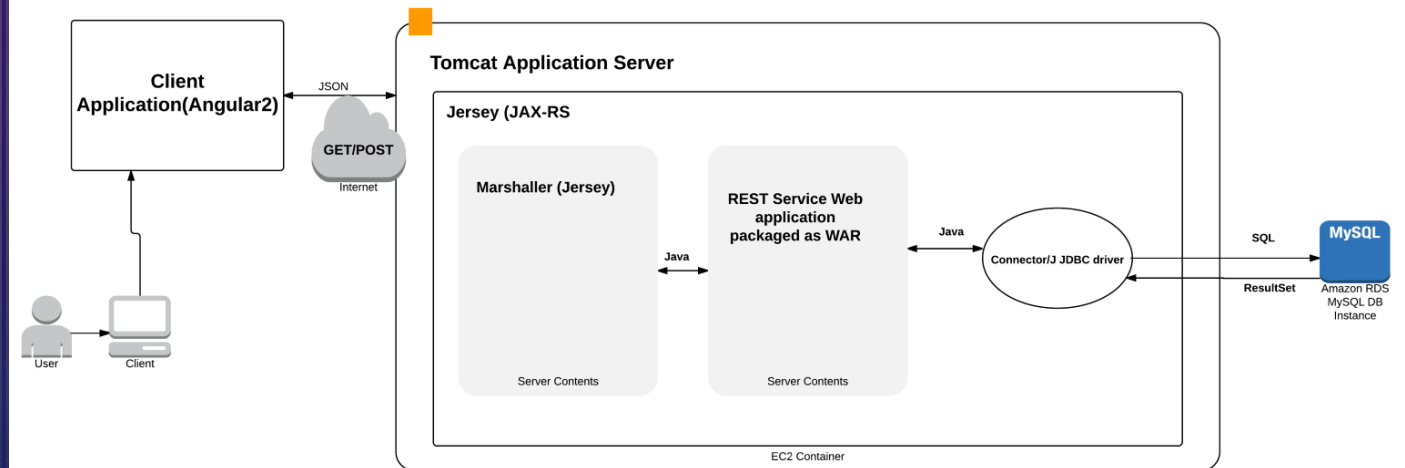 Client
Application(Angular2)
JSON
GET/POST
Internet
User
Client
Tomcat Application Server
Jersey (JAX-RS
Marshaller (Jersey)
Server Contents
Java
REST Service Web
application
packaged as WAR
Server Contents
Java
Connector/J JDBC driver
SQL
ResultSet
MySQL
Amazon RDS
MySQL DB
Instance
EC2 Container